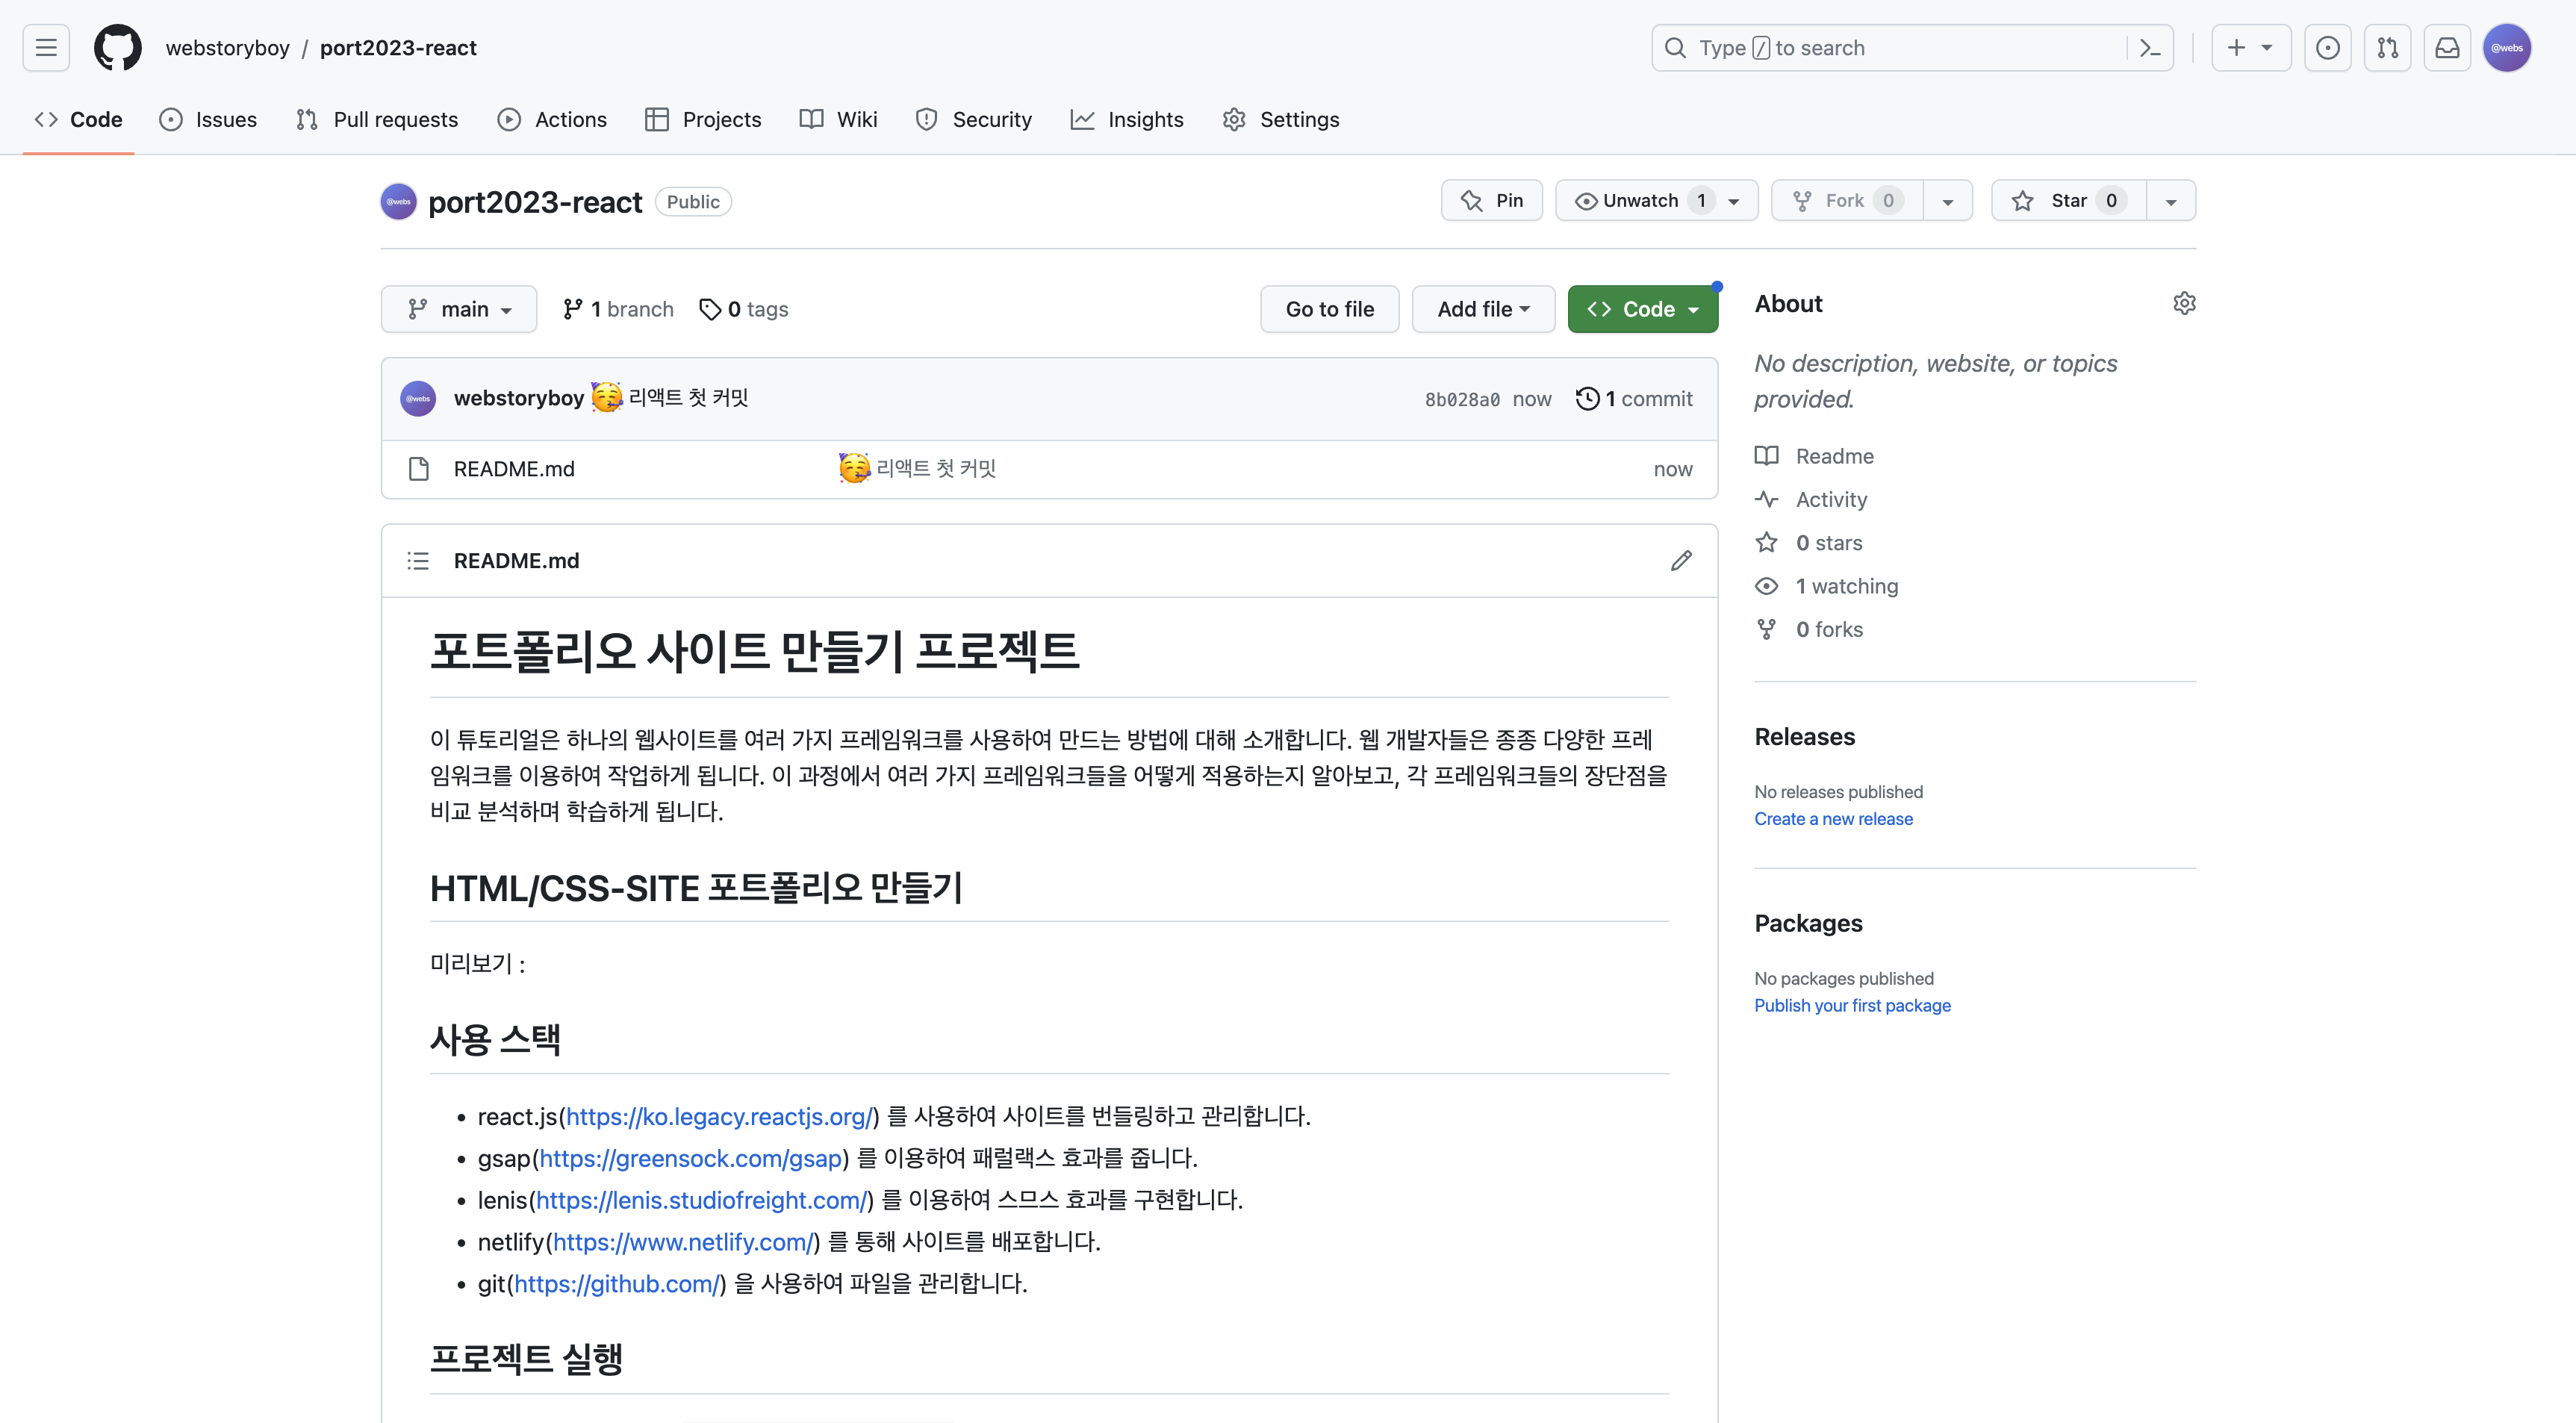 webstoryboy / port2023-react
Type / to search
@webs
Code
Issues
Pull requests
Actions
Projects
Wiki
Security
Insights
Settings
@webs port2023-react Public
Pin
Unwatch 1
Fork 0
Star 0
main
1 branch
0 tags
Go to file
Add file
Code
@webs webstoryboy 🥳 리액트 첫 커밋
8b028a0 now
1 commit
README.md
🥳 리액트 첫 커밋
now
README.md
포트폴리오 사이트 만들기 프로젝트
이 튜토리얼은 하나의 웹사이트를 여러 가지 프레임워크를 사용하여 만드는 방법에 대해 소개합니다. 웹 개발자들은 종종 다양한 프레
임워크를 이용하여 작업하게 됩니다. 이 과정에서 여러 가지 프레임워크들을 어떻게 적용하는지 알아보고, 각 프레임워크들의 장단점을
비교 분석하며 학습하게 됩니다.
HTML/CSS-SITE 포트폴리오 만들기
미리보기 :
사용 스택
• react.js(https://ko.legacy.reactjs.org/) 를 사용하여 사이트를 번들링하고 관리합니다.
• gsap(https://greensock.com/gsap) 를 이용하여 패럴랙스 효과를 줍니다.
• lenis(https://lenis.studiofreight.com/) 를 이용하여 스므스 효과를 구현합니다.
• netlify(https://www.netlify.com/) 를 통해 사이트를 배포합니다.
• git(https://github.com/) 을 사용하여 파일을 관리합니다.
프로젝트 실행
About
No description, website, or topics
provided.
Readme
Activity
0 stars
1 watching
0 forks
Releases
No releases published
Create a new release
Packages
No packages published
Publish your first package